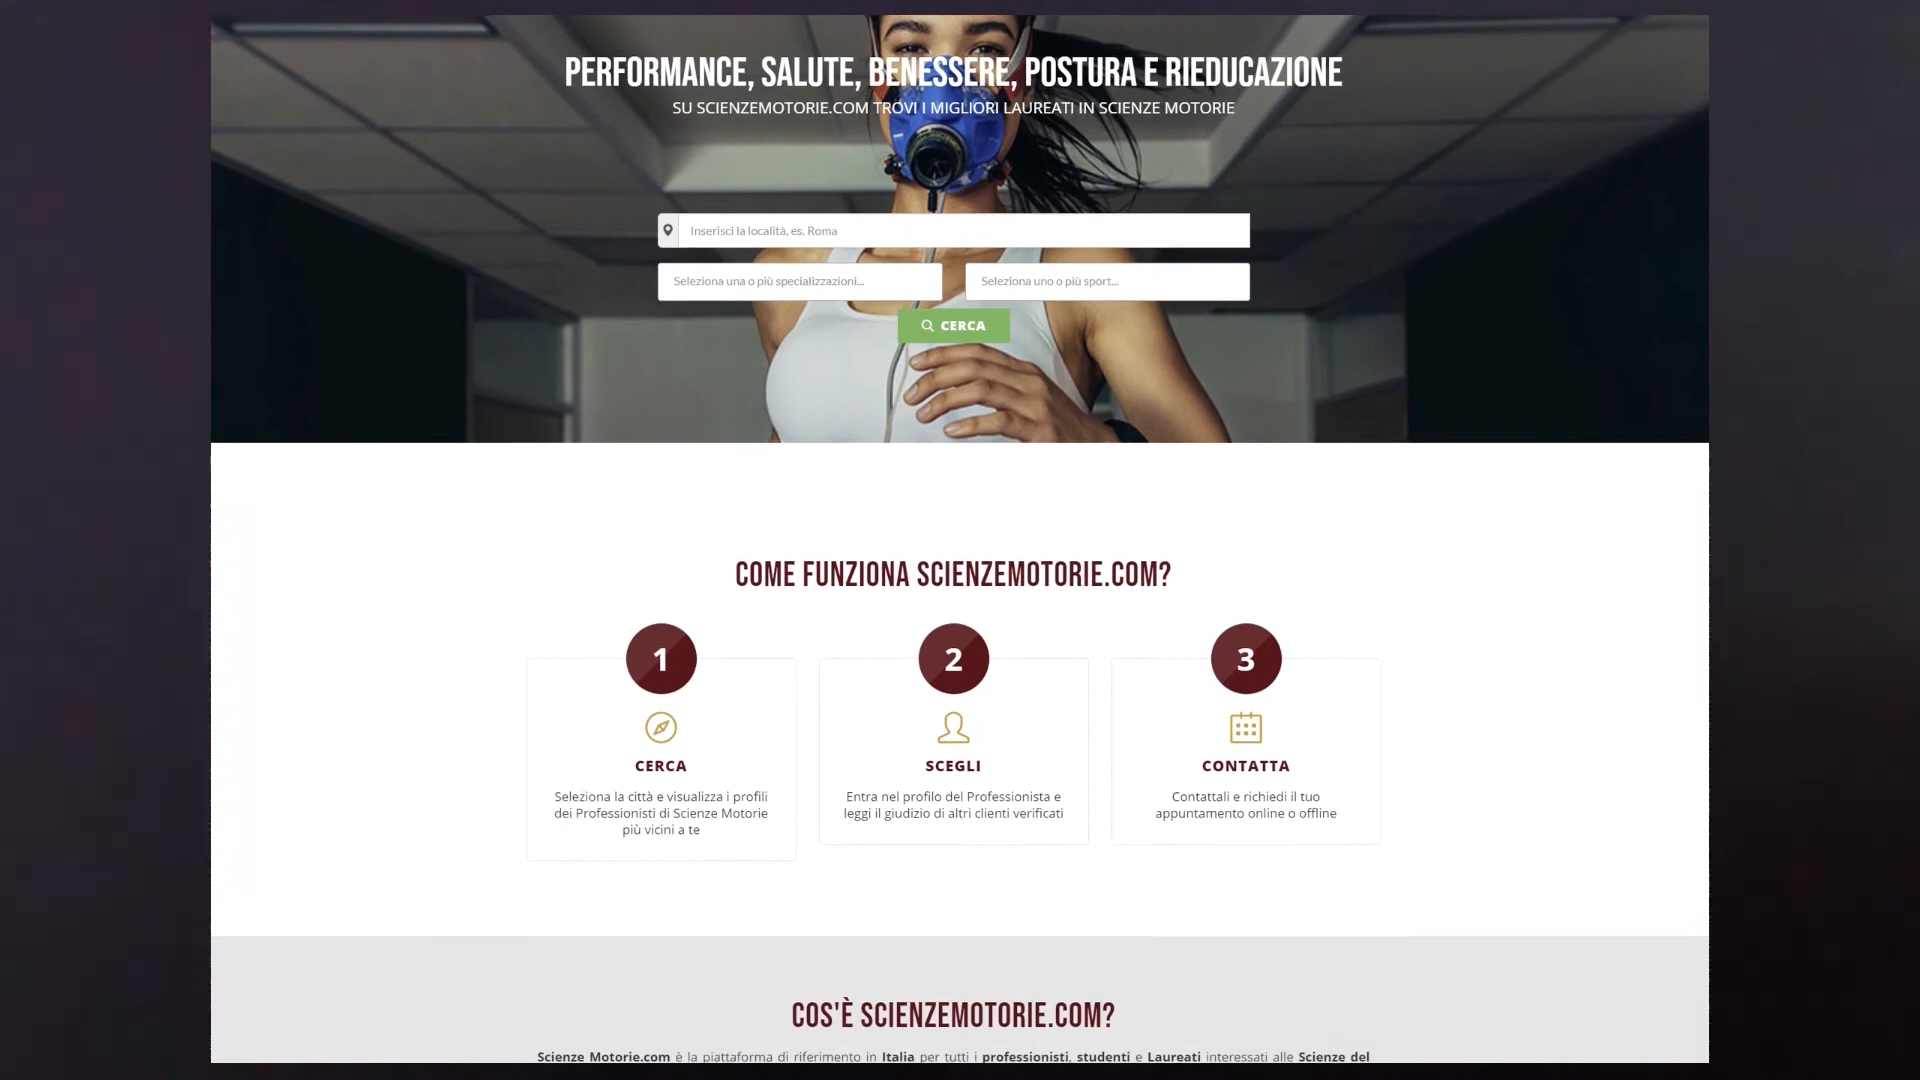 PERFORMANCE, SALUTE, BENESSERE, POSTURA E RIEDUCAZIONE
SU SCIENZEMOTORIE.COM TROVI I MIGLIORI LAUREATI IN SCIENZE MOTORIE
Inserisci la località, es. Roma
Seleziona una o più specializzazioni...
Seleziona uno o più sport...
CERCA
COME FUNZIONA SCIENZEMOTORIE.COM?
1
CERCA
Seleziona la città e visualizza i profili
dei Professionisti di Scienze Motorie
più vicini a te
2
SCEGLI
Entra nel profilo del Professionista e
leggi il giudizio di altri clienti verificati
3
CONTATTA
Contattali e richiedi il tuo
appuntamento online o offline
COS'È SCIENZEMOTORIE.COM?
Scienze Motorie.com è la piattaforma di riferimento in Italia per tutti i professionisti, studenti e Laureati interessati alle Scienze del